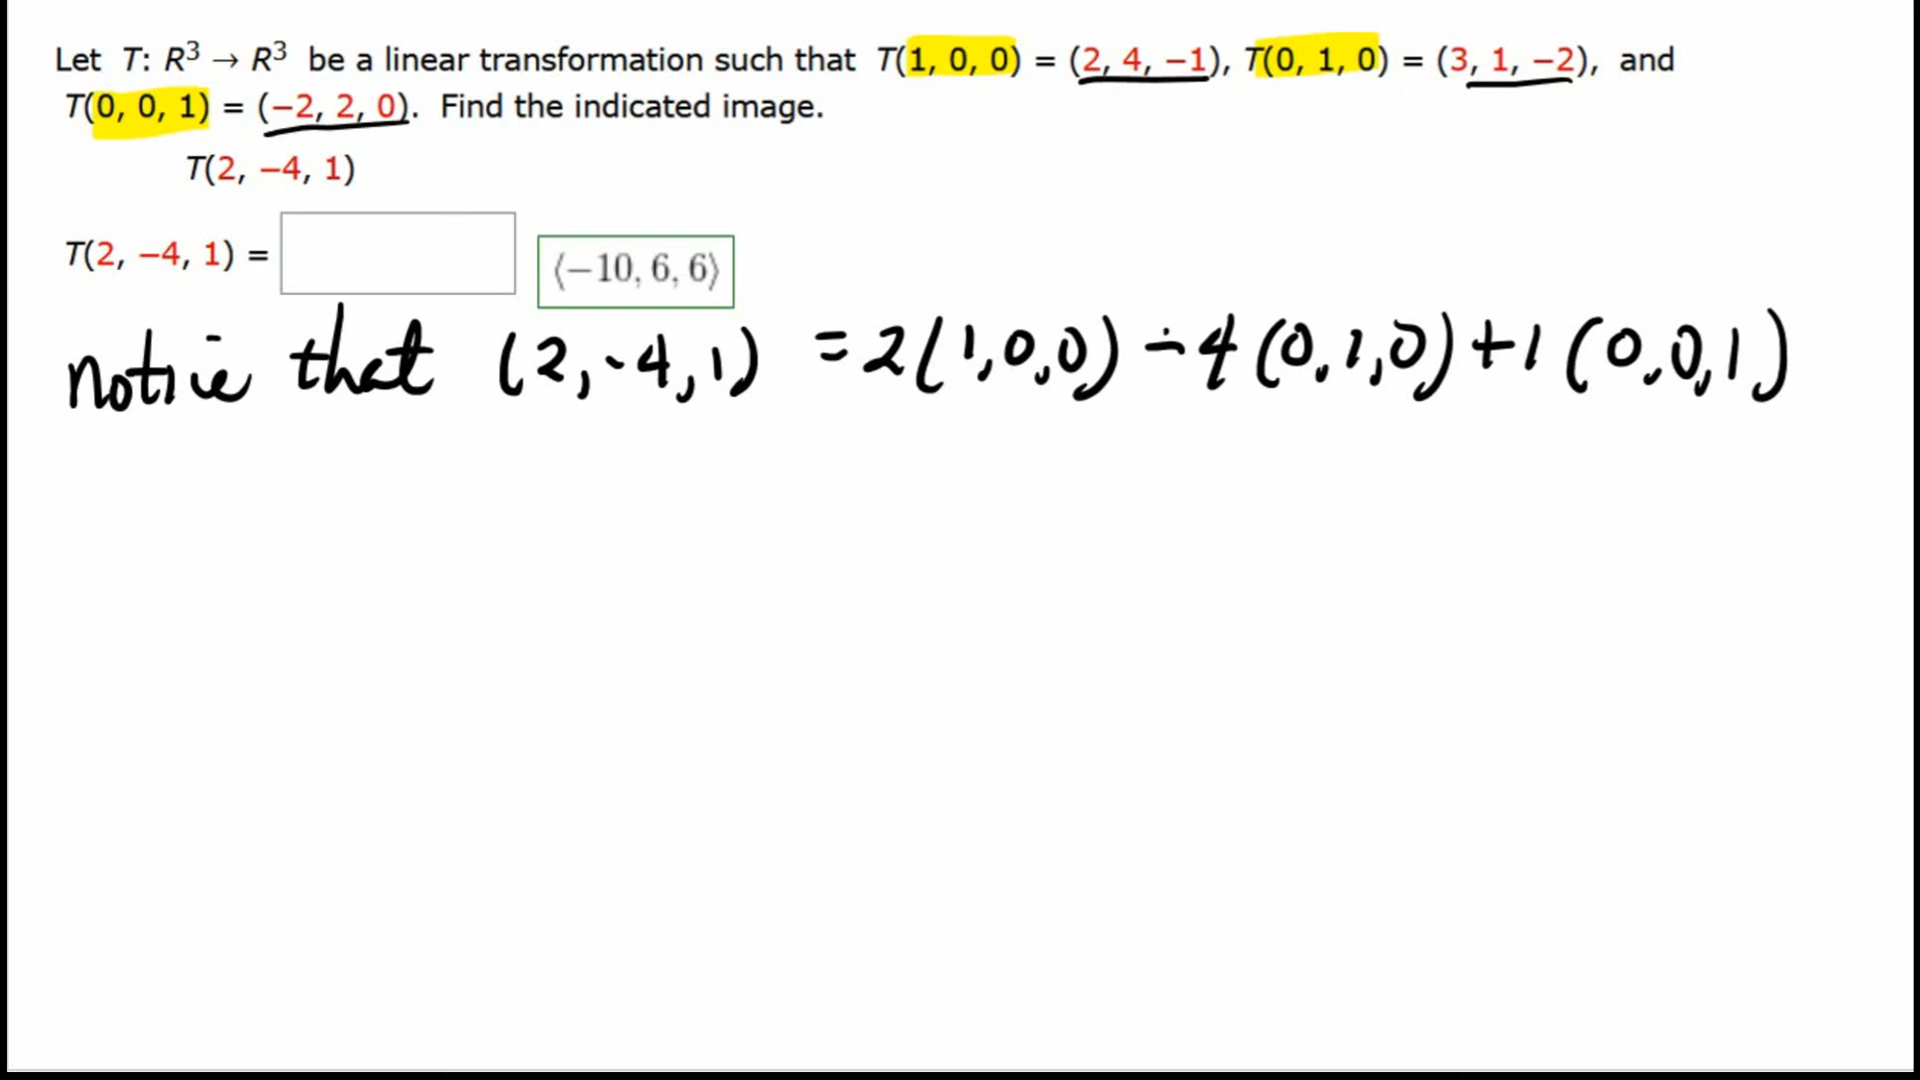 Let T: R³ → R³ be a linear transformation such that T(1, 0, 0) = (2, 4, −1), T(0, 1, 0) = (3, 1, −2), and
T(0, 0, 1) = (−2, 2, 0). Find the indicated image.
T(2, −4, 1)
T(2, −4, 1) =
⟨−10, 6, 6⟩
notice that (2, -4, 1) = 2(1,0,0) - 4(0,1,0) + 1(0,0,1)